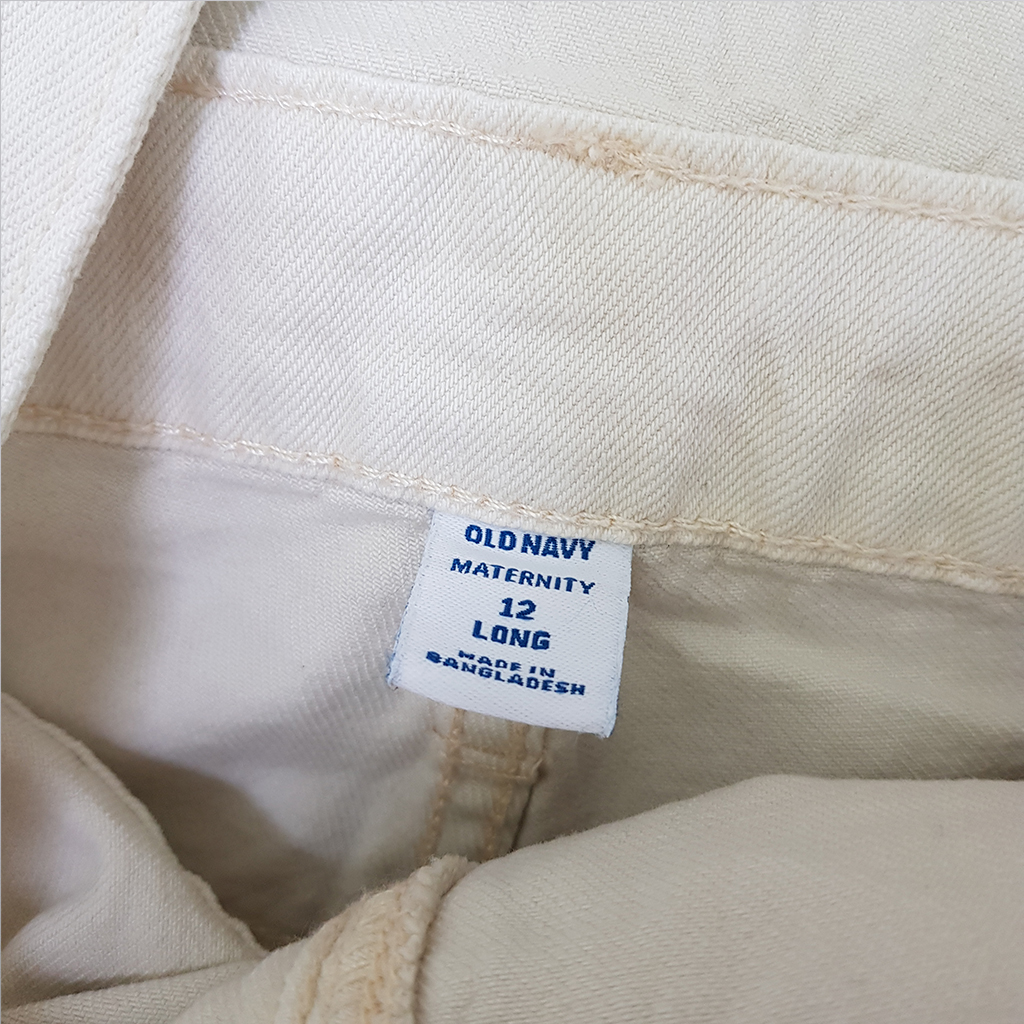 OLD NAVY
MATERNITY
12
LONG
MADE IN
BANGLADESH